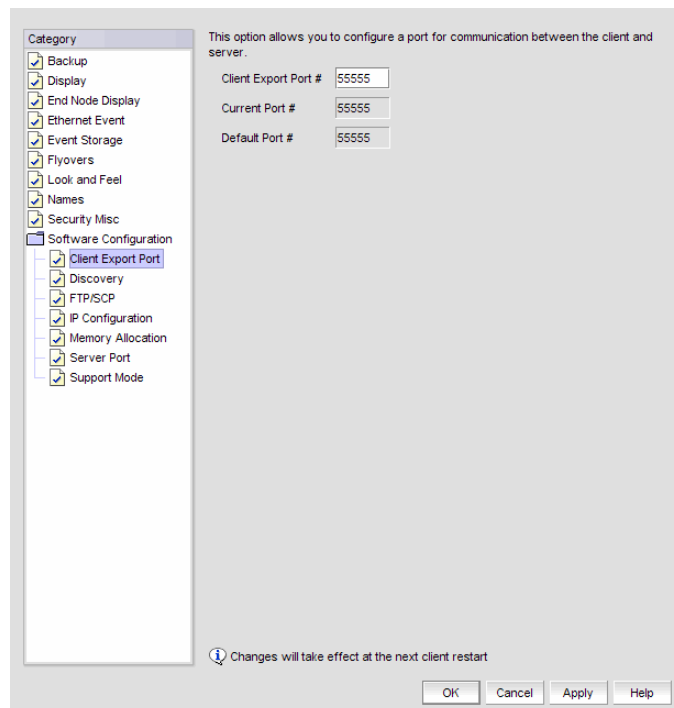 Category
Backup
Display
End Node Display
Ethernet Event
Event Storage
Flyovers
Look and Feel
Names
Security Misc
Software Configuration
Client Export Port
Discovery
FTP/SCP
IP Configuration
Memory Allocation
Server Port
Support Mode
This option allows you to configure a port for communication between the client and
server.
Client Export Port # 55555
Current Port # 55555
Default Port # 55555
Changes will take effect at the next client restart
OK Cancel Apply Help